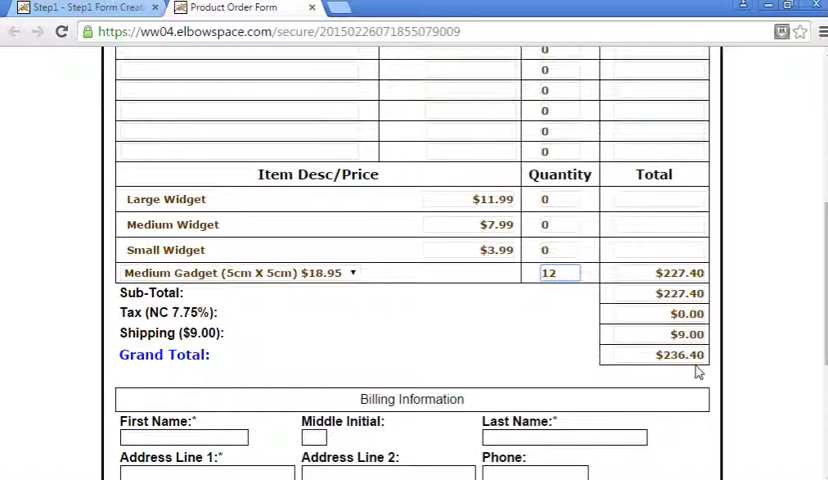 Step1 - Step1 Form Creat
Product Order Form
https://ww04.elbowspace.com/secure/20150226071855079009
0
0
0
0
0
0
Item Desc/Price Quantity Total
Large Widget $11.99 0
Medium Widget $7.99 0
Small Widget $3.99 0
Medium Gadget (5cm X 5cm) $18.95 12 $227.40
Sub-Total: $227.40
Tax (NC 7.75%): $0.00
Shipping ($9.00): $9.00
Grand Total: $236.40
Billing Information
First Name:* Middle Initial: Last Name:*
Address Line 1:* Address Line 2: Phone: